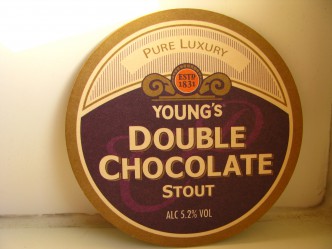 PURE LUXURY
ESTD
1831
YOUNG'S
DOUBLE
CHOCOLATE
STOUT
ALC 5.2% VOL